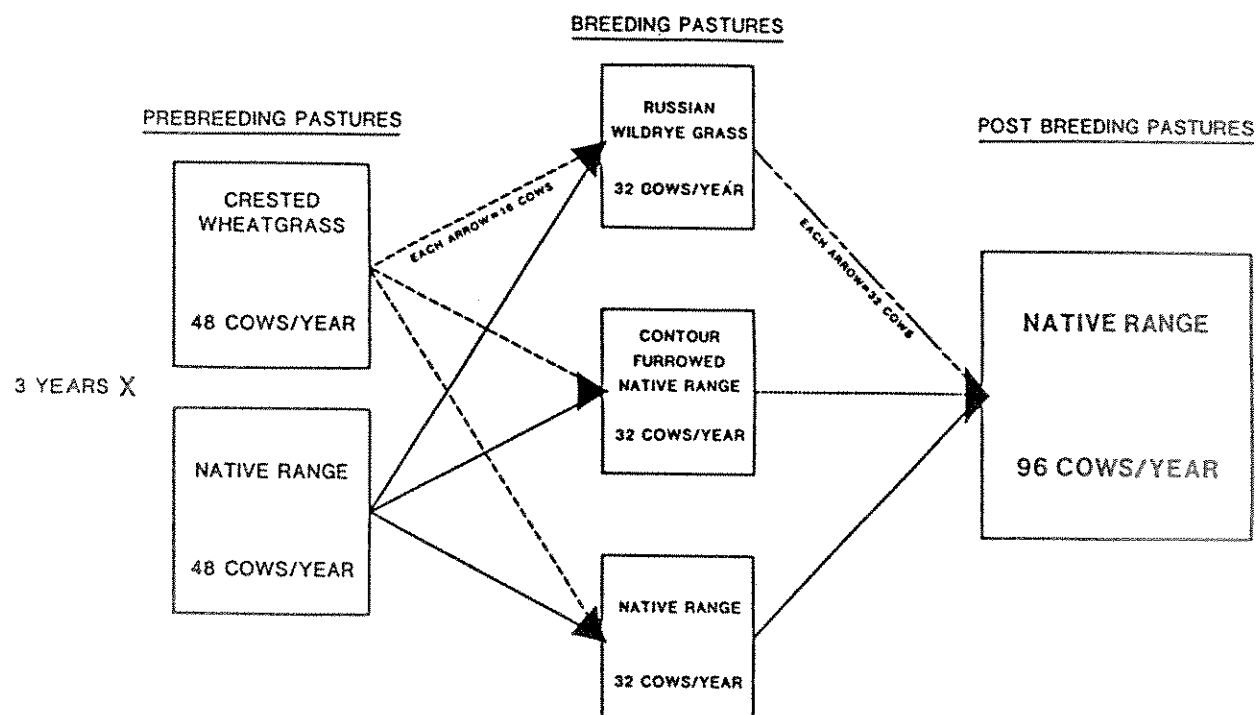 BREEDING PASTURES
PREBREEDING PASTURES
POST BREEDING PASTURES
3 YEARS X
CRESTED
WHEATGRASS
48 COWS/YEAR
NATIVE RANGE
48 COWS/YEAR
EACH ARROW=16 COWS
RUSSIAN
WILDRYE GRASS
32 COWS/YEAR
CONTOUR
FURROWED
NATIVE RANGE
32 COWS/YEAR
NATIVE RANGE
32 COWS/YEAR
EACH ARROW=32 COWS
NATIVE RANGE
96 COWS/YEAR